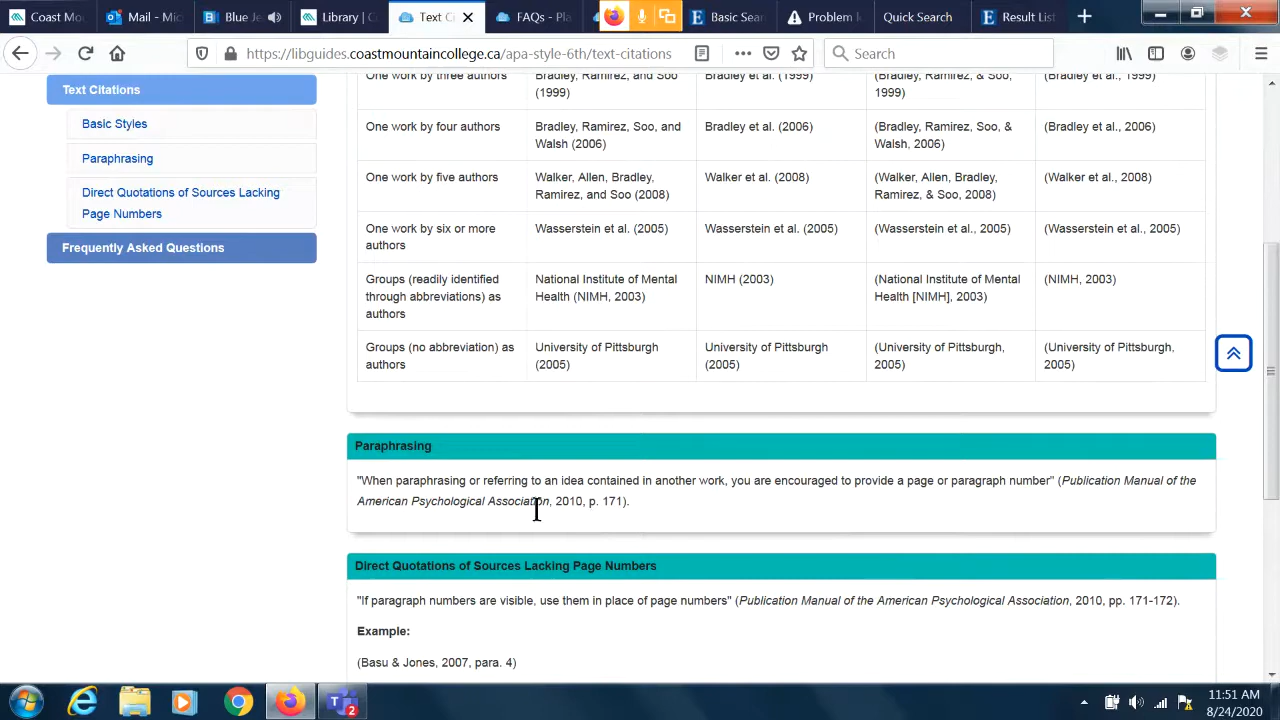 Coast Mou
Mail - Mic
Blue Je
Library | C
Text C
FAQs - Pla
Basic Sea
Problem l
Quick Search
Result List
https://libguides.coastmountaincollege.ca/apa-style-6th/text-citations
Search
Text Citations
Basic Styles
Paraphrasing
Direct Quotations of Sources Lacking
Page Numbers
Frequently Asked Questions
One work by three authors
Bradley, Ramirez, and Soo
(1999)
Bradley et al. (1999)
(Bradley, Ramirez, & Soo,
1999)
(Bradley et al., 1999)
One work by four authors
Bradley, Ramirez, Soo, and
Walsh (2006)
Bradley et al. (2006)
(Bradley, Ramirez, Soo, &
Walsh, 2006)
(Bradley et al., 2006)
One work by five authors
Walker, Allen, Bradley,
Ramirez, and Soo (2008)
Walker et al. (2008)
(Walker, Allen, Bradley,
Ramirez, & Soo, 2008)
(Walker et al., 2008)
One work by six or more
authors
Wasserstein et al. (2005)
Wasserstein et al. (2005)
(Wasserstein et al., 2005)
(Wasserstein et al., 2005)
Groups (readily identified
through abbreviations) as
authors
National Institute of Mental
Health (NIMH, 2003)
NIMH (2003)
(National Institute of Mental
Health [NIMH], 2003)
(NIMH, 2003)
Groups (no abbreviation) as
authors
University of Pittsburgh
(2005)
University of Pittsburgh
(2005)
(University of Pittsburgh,
2005)
(University of Pittsburgh,
2005)
Paraphrasing
"When paraphrasing or referring to an idea contained in another work, you are encouraged to provide a page or paragraph number" (Publication Manual of the
American Psychological Association, 2010, p. 171).
Direct Quotations of Sources Lacking Page Numbers
"If paragraph numbers are visible, use them in place of page numbers" (Publication Manual of the American Psychological Association, 2010, pp. 171-172).
Example:
(Basu & Jones, 2007, para. 4)
2
11:51 AM
8/24/2020